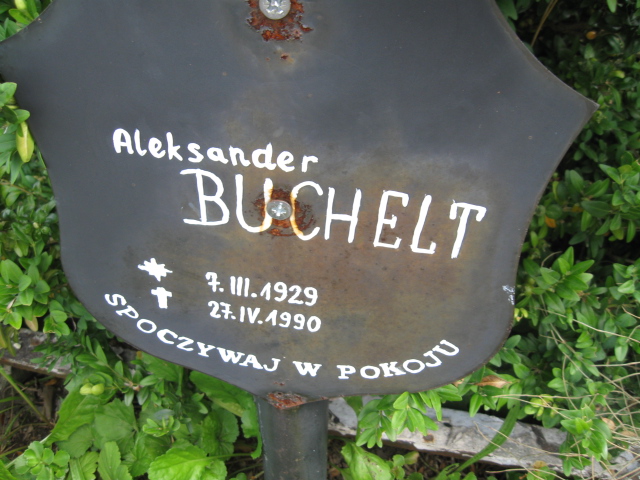 Aleksander
BUCHELT
7.III.1929
27.IV.1990
SPOCZYWAJ W POKOJU